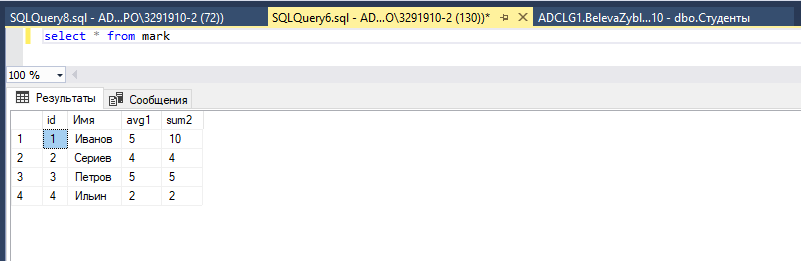 SQLQuery8.sql - AD...PO\3291910-2 (72)) SQLQuery6.sql - AD...O\3291910-2 (130))* ADCLG1.BelevaZybl...10 - dbo.Студенты
select * from mark
100 %
Результаты Сообщения
id Имя avg1 sum2
1 1 Иванов 5 10
2 2 Сериев 4 4
3 3 Петров 5 5
4 4 Ильин 2 2